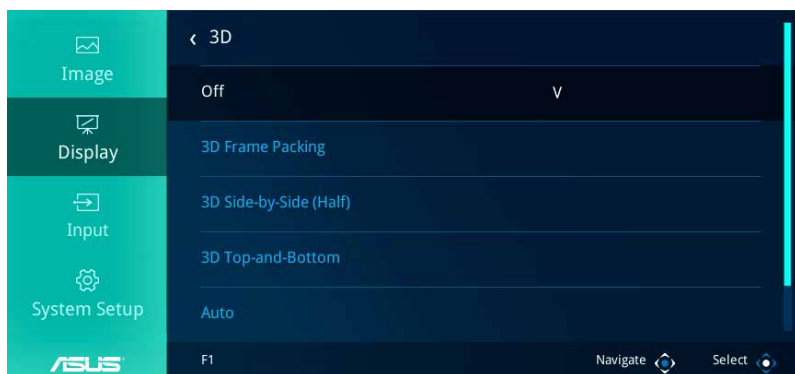 Image
Display
Input
System Setup
ASUS
‹ 3D
Off V
3D Frame Packing
3D Side-by-Side (Half)
3D Top-and-Bottom
Auto
F1 Navigate Select